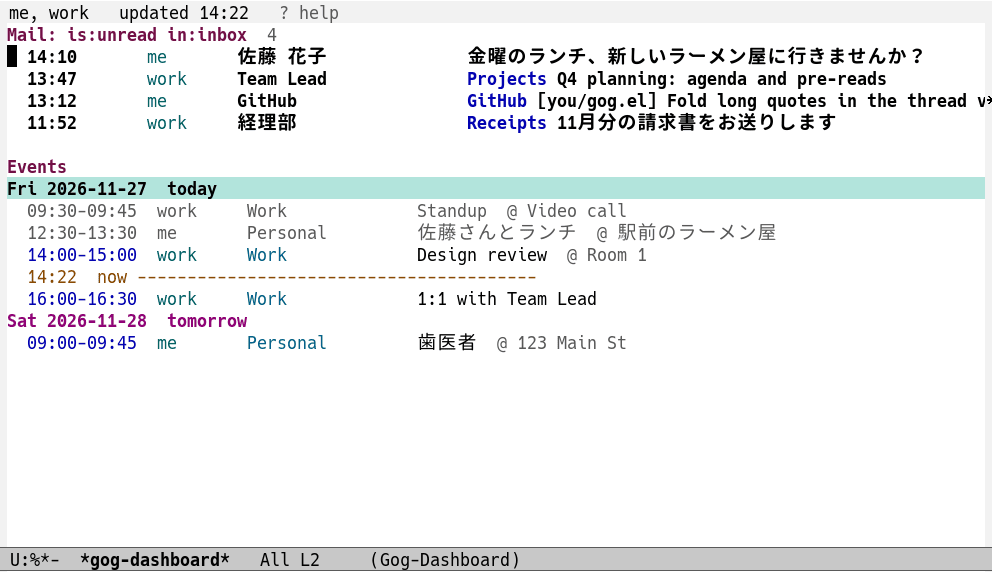 me, work   updated 14:22   ? help
Mail: is:unread in:inbox  4
14:10       me       佐藤 花子              金曜のランチ、新しいラーメン屋に行きませんか？
13:47       work     Team Lead              Projects Q4 planning: agenda and pre-reads
13:12       me       GitHub                 GitHub [you/gog.el] Fold long quotes in the thread v
11:52       work     経理部                 Receipts 11月分の請求書をお送りします
Events
Fri 2026-11-27  today
09:30-09:45  work     Work             Standup  @ Video call
12:30-13:30  me       Personal         佐藤さんとランチ  @ 駅前のラーメン屋
14:00-15:00  work     Work             Design review  @ Room 1
14:22  now ----------------------------------------
16:00-16:30  work     Work             1:1 with Team Lead
Sat 2026-11-28  tomorrow
09:00-09:45  me       Personal         歯医者  @ 123 Main St
U:%*-  *gog-dashboard*   All L2     (Gog-Dashboard)